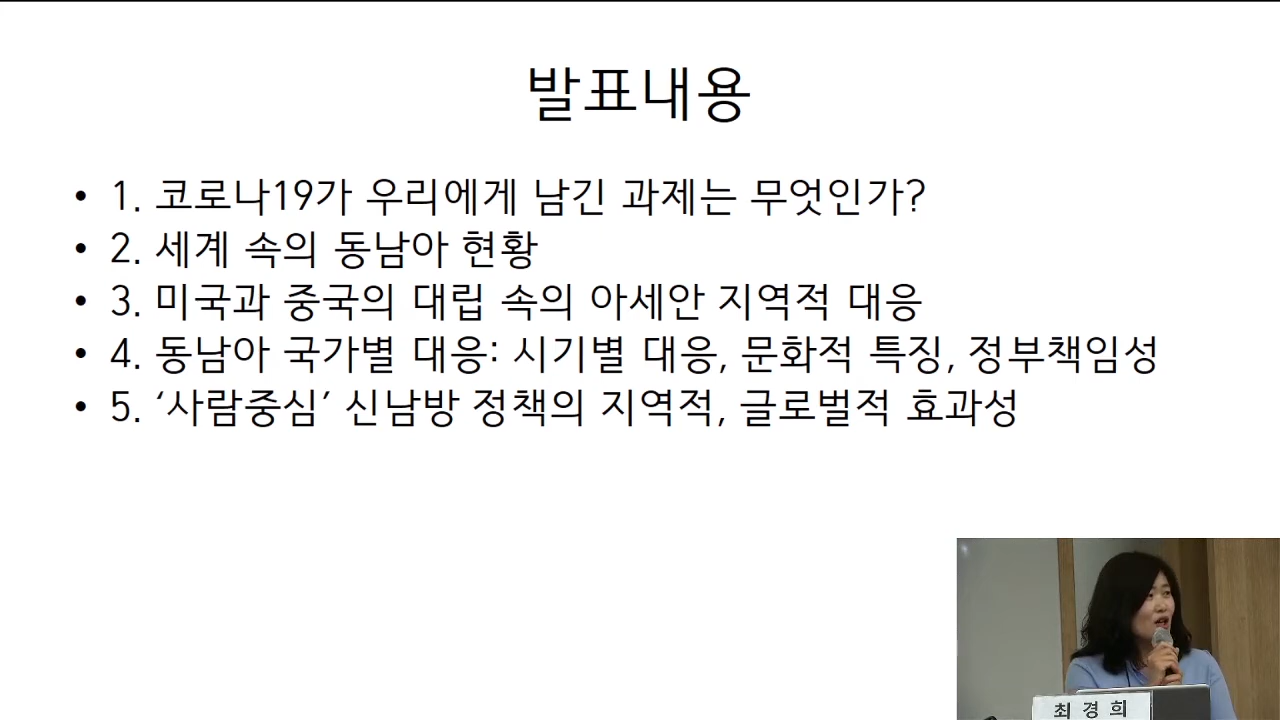 발표내용
• 1. 코로나19가 우리에게 남긴 과제는 무엇인가?
• 2. 세계 속의 동남아 현황
• 3. 미국과 중국의 대립 속의 아세안 지역적 대응
• 4. 동남아 국가별 대응: 시기별 대응, 문화적 특징, 정부책임성
• 5. ‘사람중심’ 신남방 정책의 지역적, 글로벌적 효과성
최 경 희